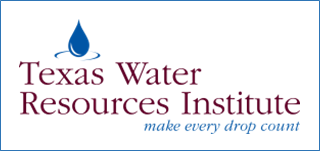 Texas Water
Resources Institute
make every drop count